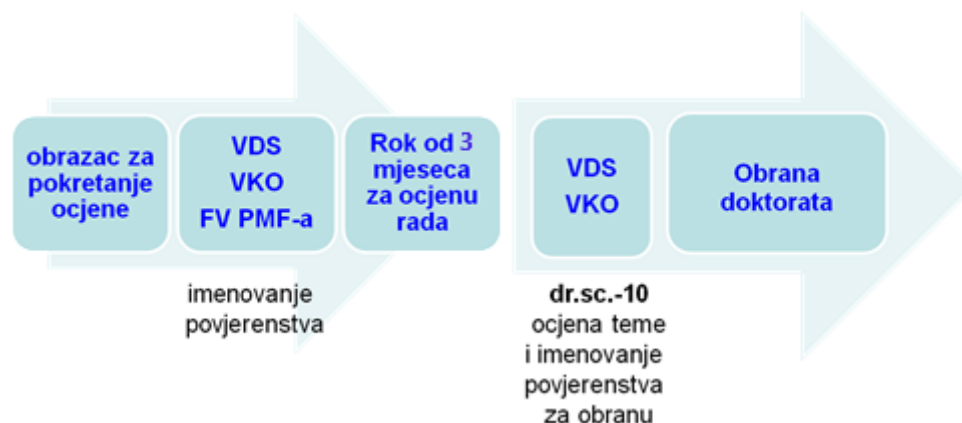 obrazac za
pokretanje
ocjene
VDS
VKO
FV PMF-a
Rok od 3
mjeseca
za ocjenu
rada
imenovanje
povjerenstva
VDS
VKO
Obrana
doktorata
dr.sc.-10
ocjena teme
i imenovanje
povjerenstva
za obranu